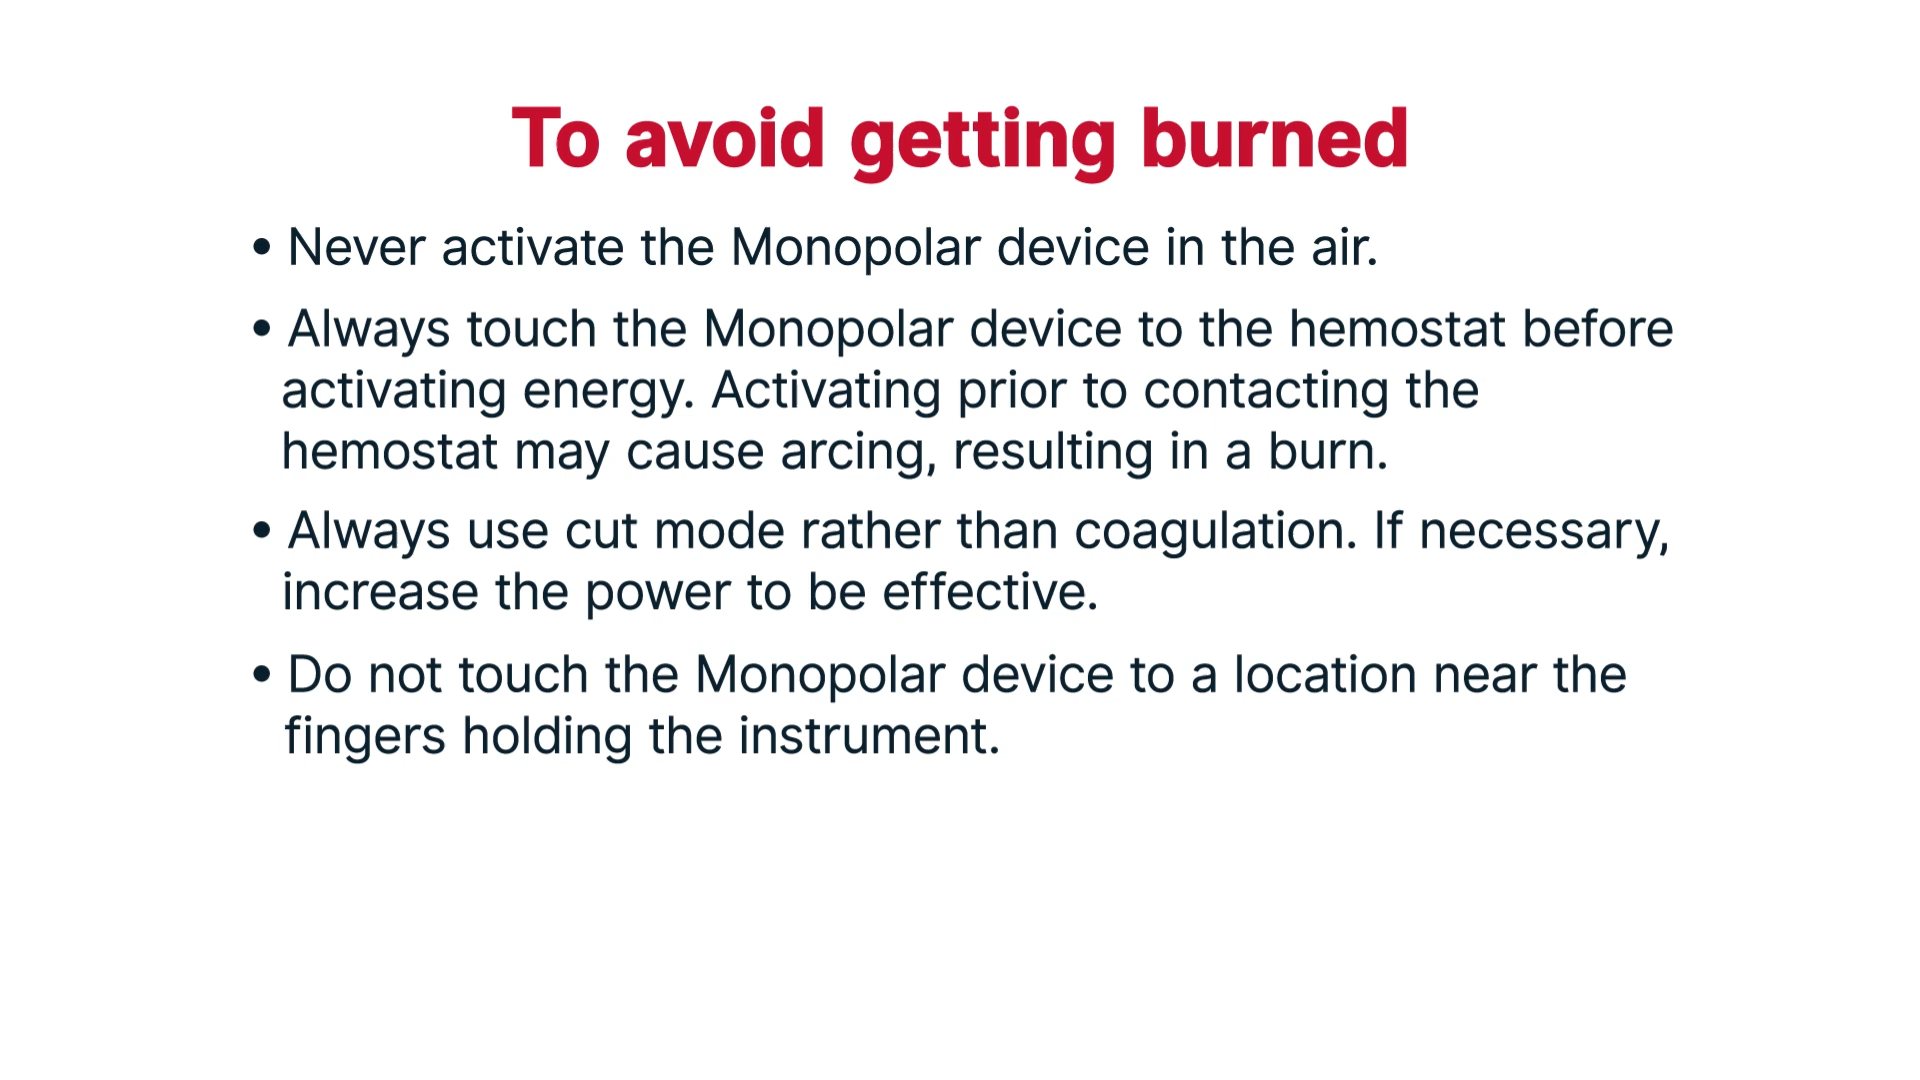 To avoid getting burned
• Never activate the Monopolar device in the air.
• Always touch the Monopolar device to the hemostat before
activating energy. Activating prior to contacting the
hemostat may cause arcing, resulting in a burn.
• Always use cut mode rather than coagulation. If necessary,
increase the power to be effective.
• Do not touch the Monopolar device to a location near the
fingers holding the instrument.